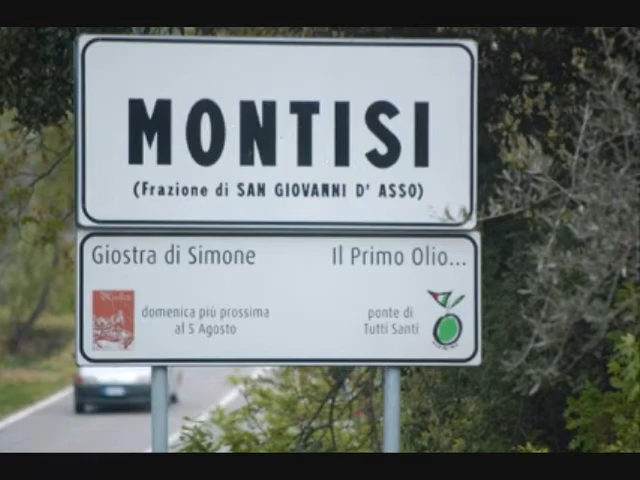 MONTISI
(Frazione di SAN GIOVANNI D' ASSO)
Giostra di Simone
domenica più prossima
al 5 Agosto
Il Primo Olio...
ponte di
Tutti Santi